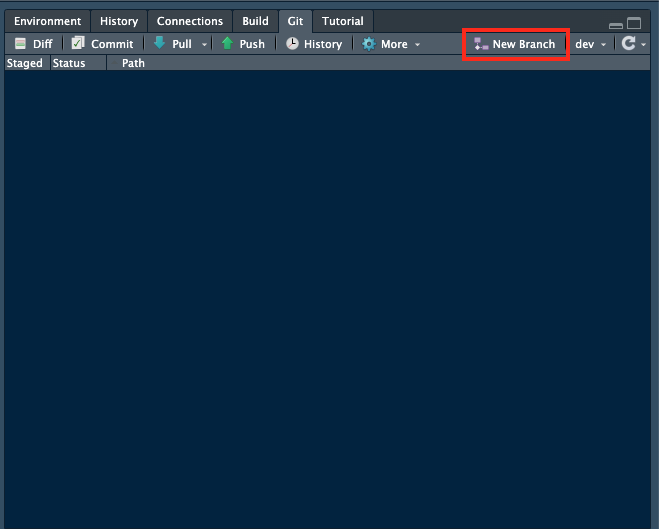 Environment History Connections Build Git Tutorial
Diff Commit Pull Push History More New Branch dev
Staged Status Path